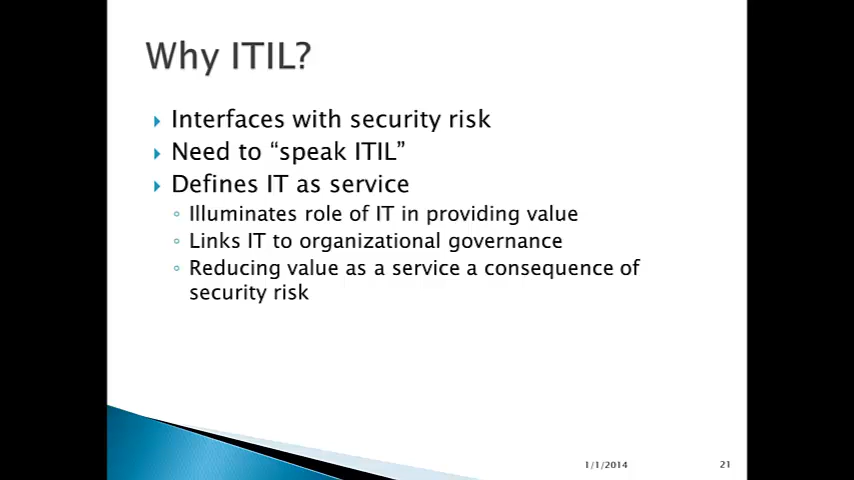 Why ITIL?
Interfaces with security risk
Need to “speak ITIL”
Defines IT as service
Illuminates role of IT in providing value
Links IT to organizational governance
Reducing value as a service a consequence of
security risk
1/1/2014
21